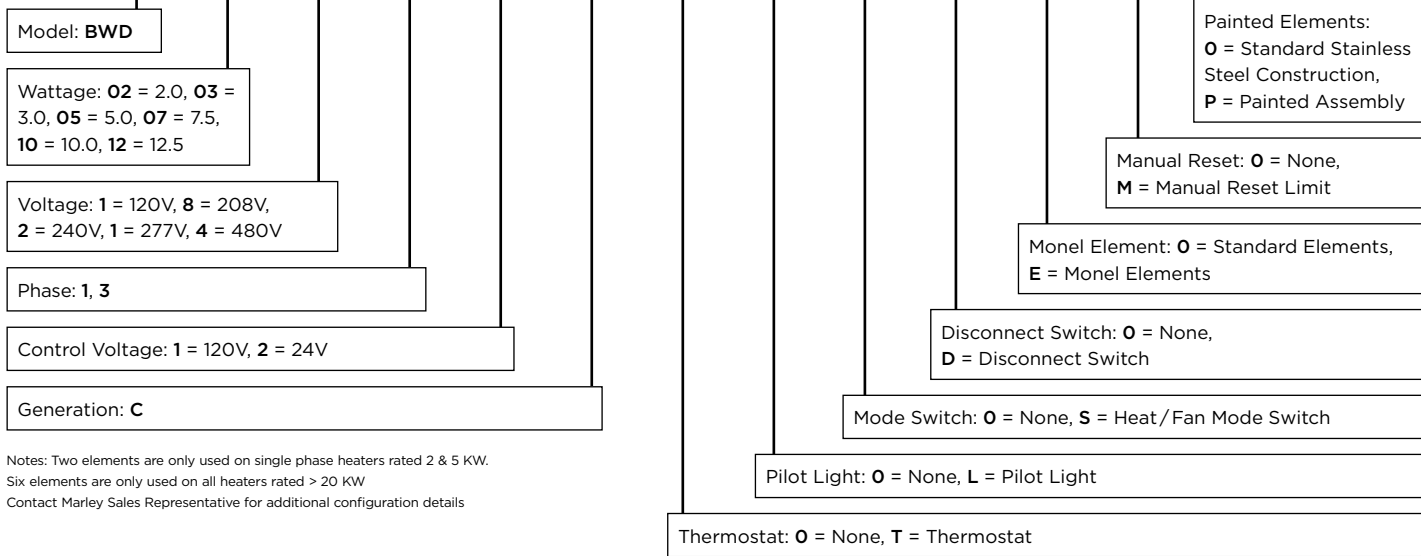 Model: BWD
Wattage: 02 = 2.0, 03 =
3.0, 05 = 5.0, 07 = 7.5,
10 = 10.0, 12 = 12.5
Voltage: 1 = 120V, 8 = 208V,
2 = 240V, 1 = 277V, 4 = 480V
Phase: 1, 3
Control Voltage: 1 = 120V, 2 = 24V
Generation: C
Notes: Two elements are only used on single phase heaters rated 2 & 5 KW.
Six elements are only used on all heaters rated > 20 KW
Contact Marley Sales Representative for additional configuration details
Painted Elements:
0 = Standard Stainless
Steel Construction,
P = Painted Assembly
Manual Reset: 0 = None,
M = Manual Reset Limit
Monel Element: 0 = Standard Elements,
E = Monel Elements
Disconnect Switch: 0 = None,
D = Disconnect Switch
Mode Switch: 0 = None, S = Heat/Fan Mode Switch
Pilot Light: 0 = None, L = Pilot Light
Thermostat: 0 = None, T = Thermostat